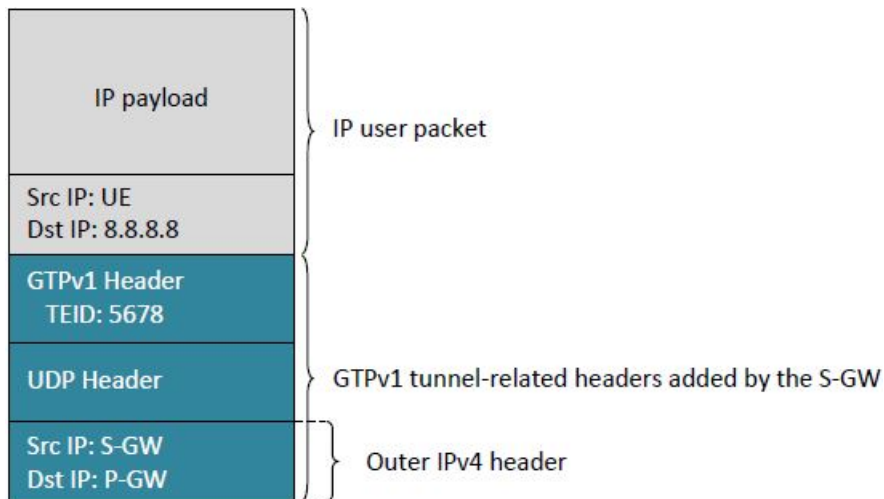 IP payload
IP user packet
Src IP: UE
Dst IP: 8.8.8.8
GTPv1 Header
TEID: 5678
UDP Header
GTPv1 tunnel-related headers added by the S-GW
Src IP: S-GW
Dst IP: P-GW
Outer IPv4 header